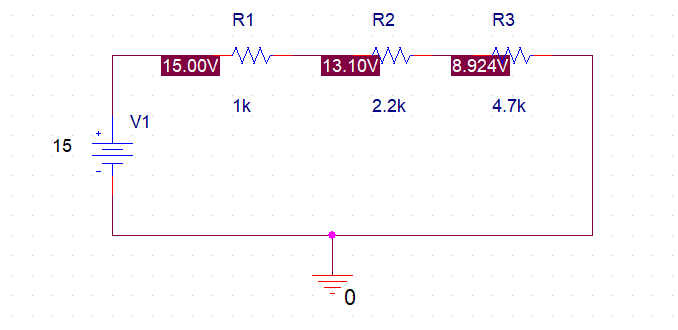 R1 R2 R3
15.00V 13.10V 8.924V
1k 2.2k 4.7k
V1
+
15
-
0